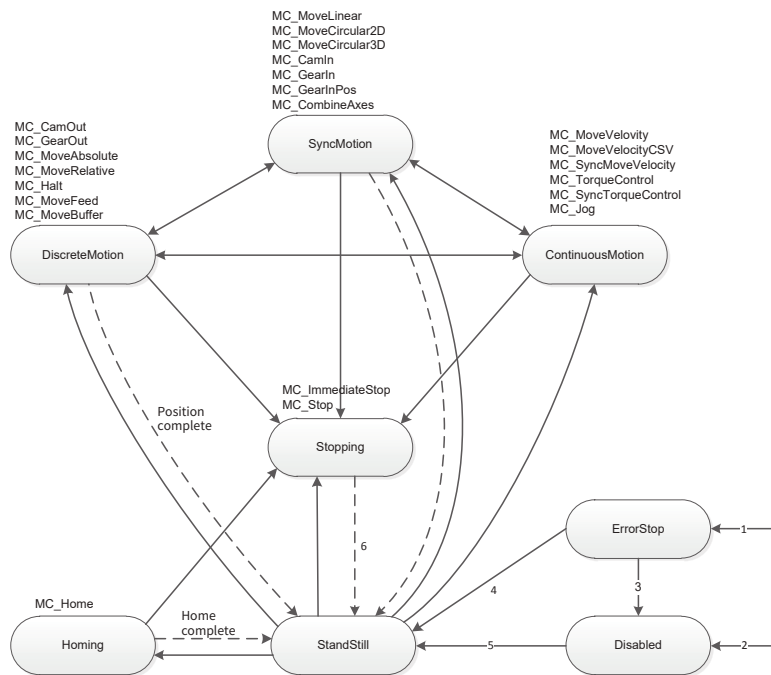 MC_MoveLinear
MC_MoveCircular2D
MC_MoveCircular3D
MC_CamIn
MC_GearIn
MC_GearInPos
MC_CombineAxes
SyncMotion
MC_CamOut
MC_GearOut
MC_MoveAbsolute
MC_MoveRelative
MC_Halt
MC_MoveFeed
MC_MoveBuffer
DiscreteMotion
MC_MoveVelovity
MC_MoveVelocityCSV
MC_SyncMoveVelocity
MC_TorqueControl
MC_SyncTorqueControl
MC_Jog
ContinuousMotion
MC_ImmediateStop
MC_Stop
Stopping
Position
complete
6
ErrorStop
1
3
4
MC_Home
Homing
Home
complete
StandStill
5
Disabled
2